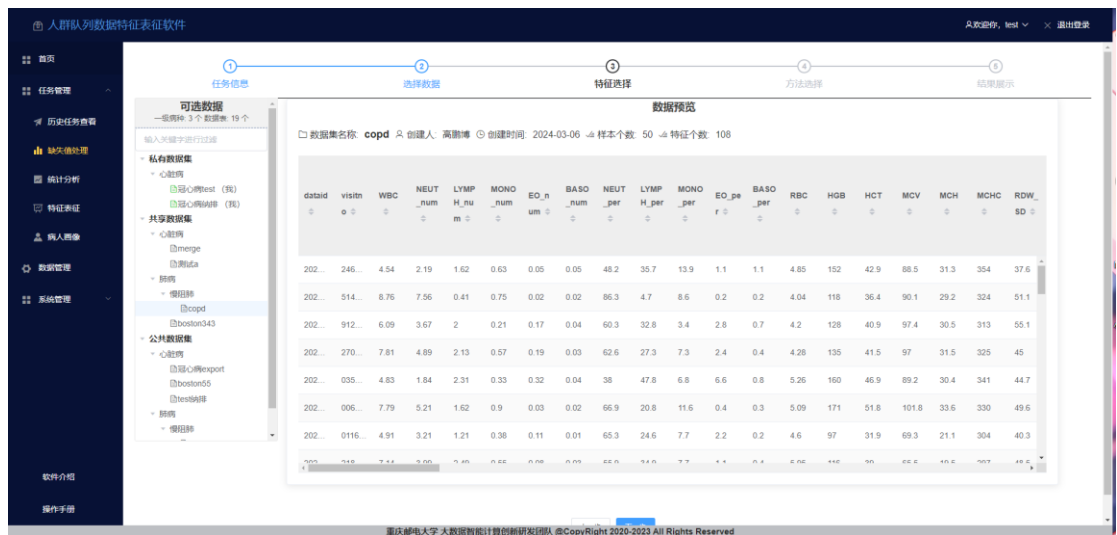 人群队列数据特征表征软件
欢迎你, test 退出登录
首页
任务管理
历史任务查看
缺失值处理
统计分析
特征表征
病人画像
数据管理
系统管理
软件介绍
操作手册
1 2 3 4 5
任务信息 选择数据 特征选择 方法选择 结果展示
可选数据
一级病种: 3 个 数据表: 19 个
输入关键字进行过滤
私有数据集
心脏病
冠心病test (我)
冠心病纳排 (我)
共享数据集
心脏病
merge
测试a
肺病
慢阻肺
copd
boston343
公共数据集
心脏病
冠心病export
boston55
test纳排
肺病
慢阻肺
数据预览
数据集名称: copd 创建人: 高鹏博 创建时间: 2024-03-06 样本个数: 50 特征个数: 108
dataid visitno WBC NEUT_num LYMPH_num MONO_num EO_num BASO_num NEUT_per LYMPH_per MONO_per EO_per BASO_per RBC HGB HCT MCV MCH MCHC RDW_SD
202... 246... 4.54 2.19 1.62 0.63 0.05 0.05 48.2 35.7 13.9 1.1 1.1 4.85 152 42.9 88.5 31.3 354 37.6
202... 514... 8.76 7.56 0.41 0.75 0.02 0.02 86.3 4.7 8.6 0.2 0.2 4.04 118 36.4 90.1 29.2 324 51.1
202... 912... 6.09 3.67 2 0.21 0.17 0.04 60.3 32.8 3.4 2.8 0.7 4.2 128 40.9 97.4 30.5 313 55.1
202... 270... 7.81 4.89 2.13 0.57 0.19 0.03 62.6 27.3 7.3 2.4 0.4 4.28 135 41.5 97 31.5 325 45
202... 035... 4.83 1.84 2.31 0.33 0.32 0.04 38 47.8 6.8 6.6 0.8 5.26 160 46.9 89.2 30.4 341 44.7
202... 006... 7.79 5.21 1.62 0.9 0.03 0.02 66.9 20.8 11.6 0.4 0.3 5.09 171 51.8 101.8 33.6 330 49.6
202... 0116... 4.91 3.21 1.21 0.38 0.11 0.01 65.3 24.6 7.7 2.2 0.2 4.6 97 31.9 69.3 21.1 304 40.3
重庆邮电大学 大数据智能计算创新研发团队 @CopyRight 2020-2023 All Rights Reserved